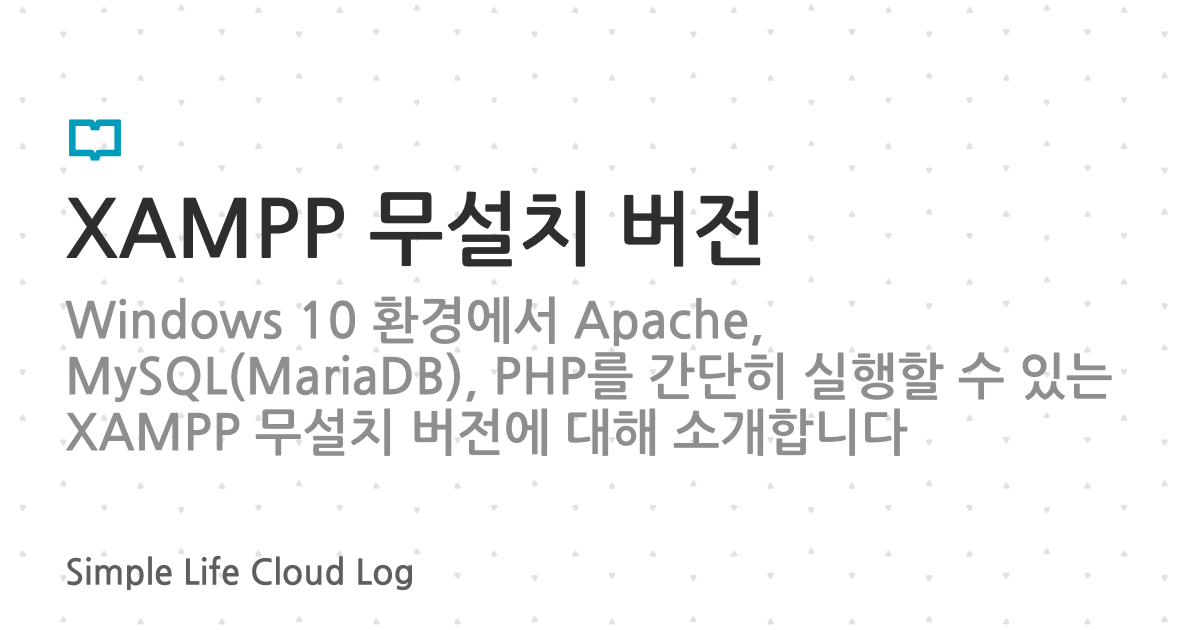 XAMPP 무설치 버전
Windows 10 환경에서 Apache,
MySQL(MariaDB), PHP를 간단히 실행할 수 있는
XAMPP 무설치 버전에 대해 소개합니다
Simple Life Cloud Log